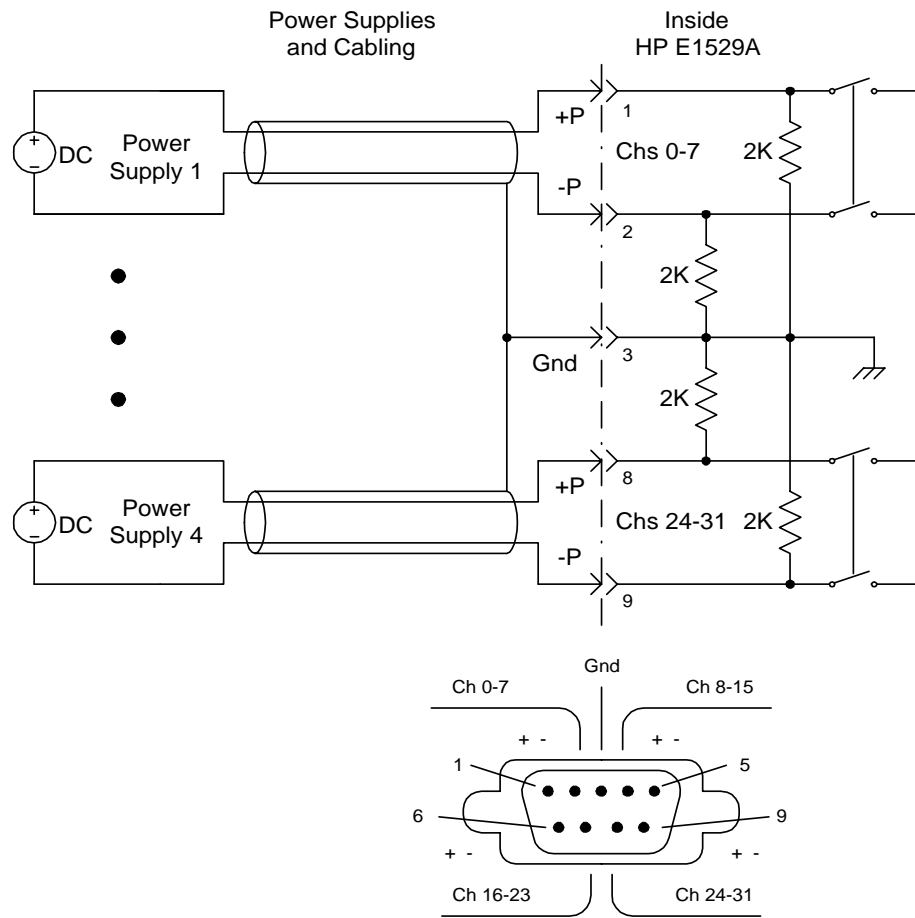 Power Supplies
and Cabling
Inside
HP E1529A
+
−
DC
Power
Supply 1
+P
1
Chs 0-7
2K
-P
2
2K
Gnd
3
2K
+
−
DC
Power
Supply 4
+P
8
Chs 24-31
2K
-P
9
Gnd
Ch 0-7
Ch 8-15
+ -
+ -
1
5
6
9
+ -
+ -
Ch 16-23
Ch 24-31